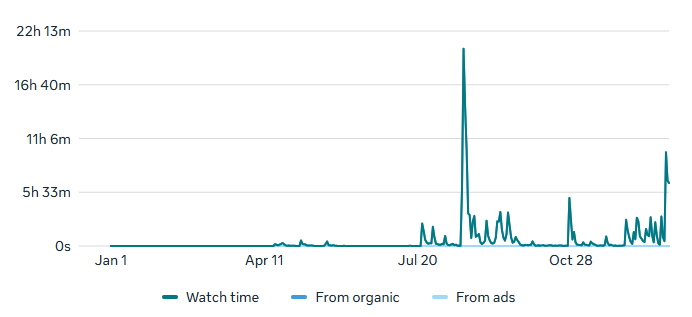 22h 13m
16h 40m
11h 6m
5h 33m
0s
Jan 1 Apr 11 Jul 20 Oct 28
Watch time From organic From ads